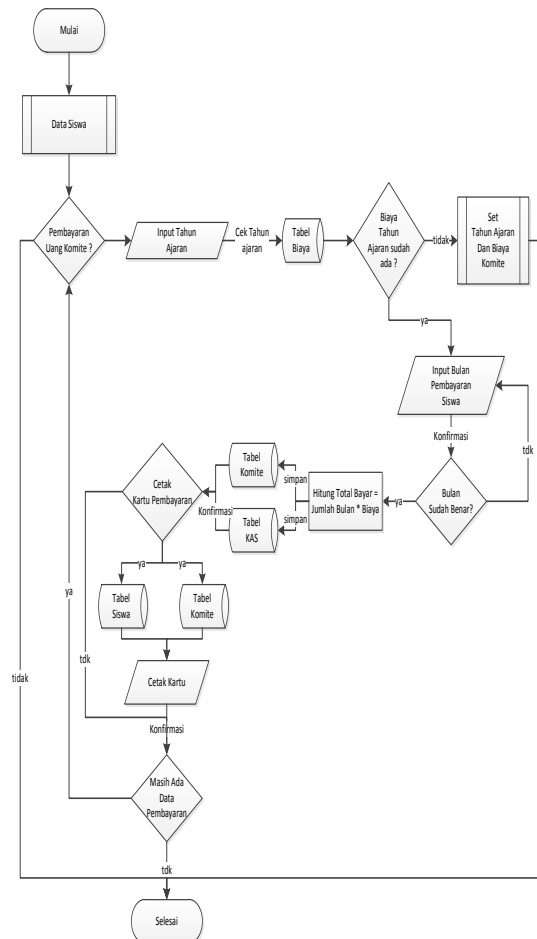 Mulai
Data Siswa
Pembayaran
Uang Komite ?
Input Tahun
Ajaran
Cek Tahun
ajaran
Tabel
Biaya
Biaya
Tahun
Ajaran sudah
ada ?
tidak
Set
Tahun Ajaran
Dan Biaya
Komite
ya
Input Bulan
Pembayaran
Siswa
Konfirmasi
tdk
Bulan
Sudah Benar?
ya
Hitung Total Bayar =
Jumlah Bulan * Biaya
simpan
simpan
Tabel
Komite
Tabel
KAS
Konfirmasi
Cetak
Kartu Pembayaran
ya
ya
Tabel
Siswa
Tabel
Komite
Cetak Kartu
tdk
Konfirmasi
Masih Ada
Data
Pembayaran
ya
tidak
tdk
Selesai